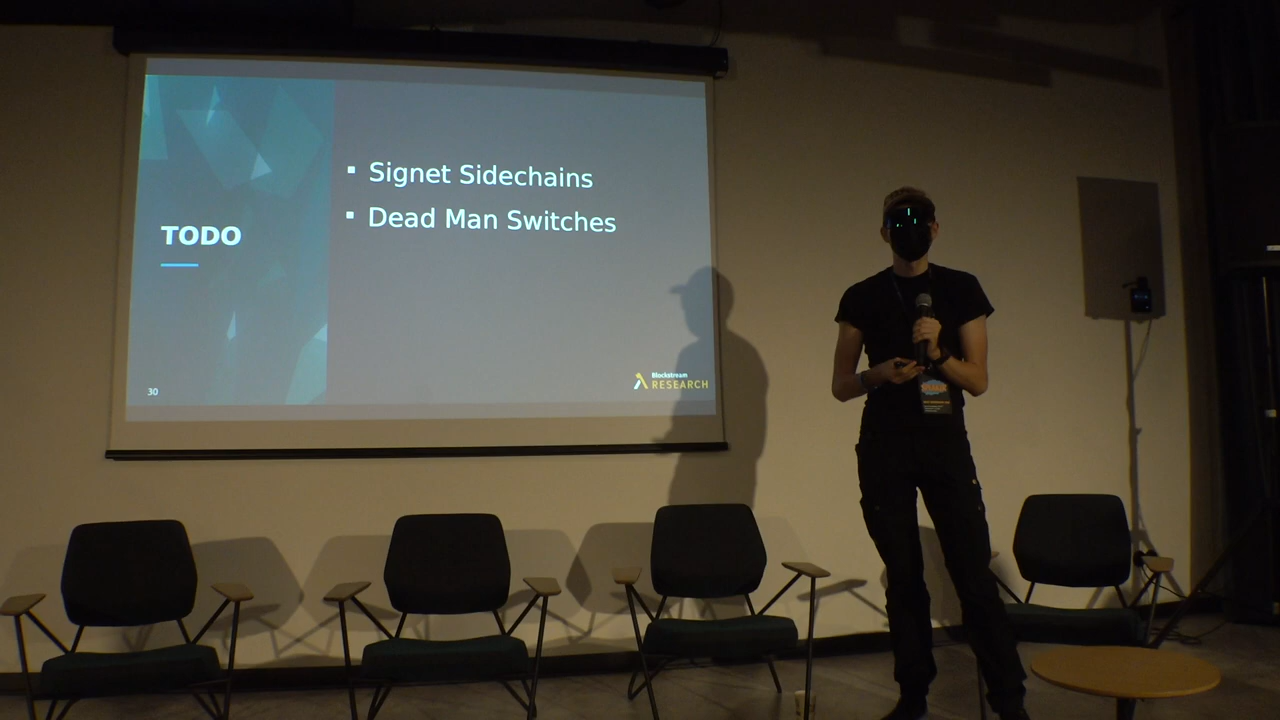 TODO
▪ Signet Sidechains
▪ Dead Man Switches
30
Blockstream
RESEARCH